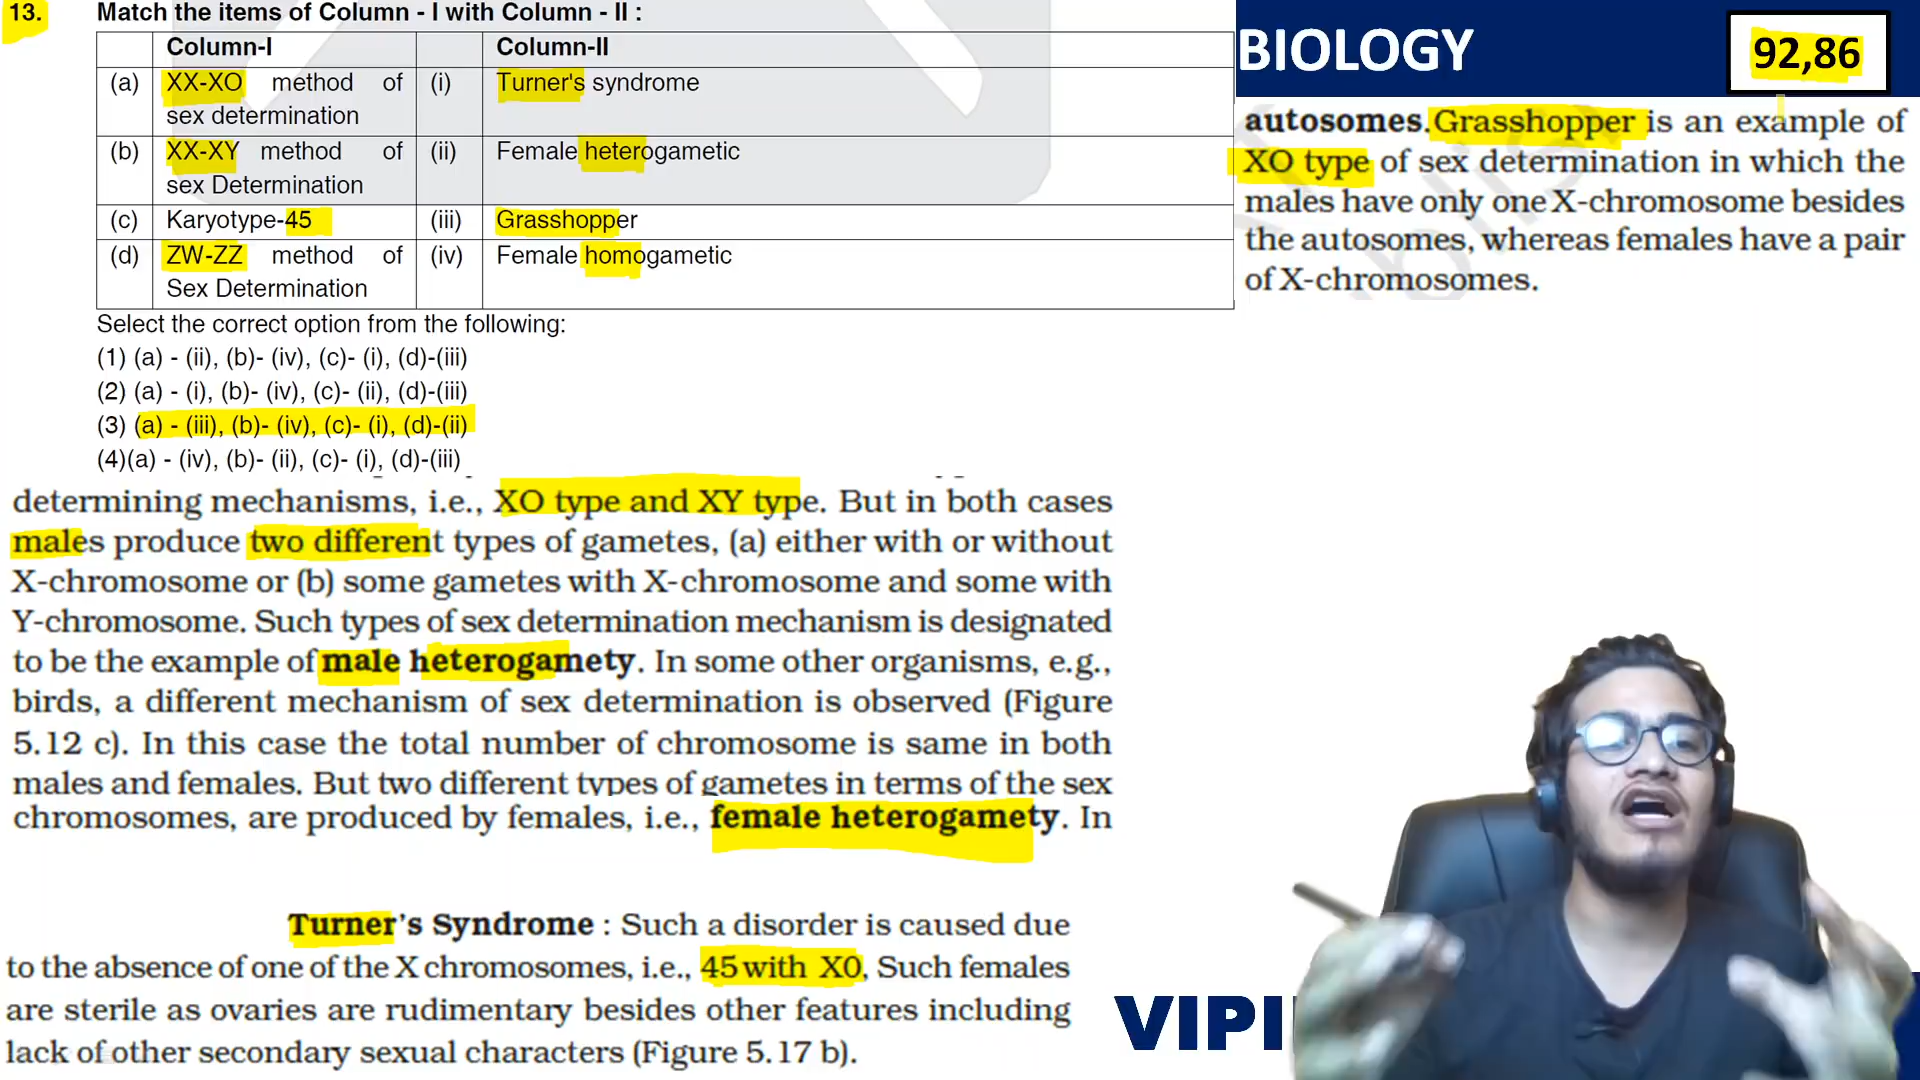 13. Match the items of Column - I with Column - II :
Column-I Column-II
(a) XX-XO method of (i) Turner's syndrome
sex determination
(b) XX-XY method of (ii) Female heterogametic
sex Determination
(c) Karyotype-45 (iii) Grasshopper
(d) ZW-ZZ method of (iv) Female homogametic
Sex Determination
Select the correct option from the following:
(1) (a) - (ii), (b)- (iv), (c)- (i), (d)-(iii)
(2) (a) - (i), (b)- (iv), (c)- (ii), (d)-(iii)
(3) (a) - (iii), (b)- (iv), (c)- (i), (d)-(ii)
(4)(a) - (iv), (b)- (ii), (c)- (i), (d)-(iii)
BIOLOGY
92,86
autosomes. Grasshopper is an example of
XO type of sex determination in which the
males have only one X-chromosome besides
the autosomes, whereas females have a pair
of X-chromosomes.
determining mechanisms, i.e., XO type and XY type. But in both cases
males produce two different types of gametes, (a) either with or without
X-chromosome or (b) some gametes with X-chromosome and some with
Y-chromosome. Such types of sex determination mechanism is designated
to be the example of male heterogamety. In some other organisms, e.g.,
birds, a different mechanism of sex determination is observed (Figure
5.12 c). In this case the total number of chromosome is same in both
males and females. But two different types of gametes in terms of the sex
chromosomes, are produced by females, i.e., female heterogamety. In
Turner's Syndrome : Such a disorder is caused due
to the absence of one of the X chromosomes, i.e., 45 with X0, Such females
are sterile as ovaries are rudimentary besides other features including
lack of other secondary sexual characters (Figure 5.17 b).
VIPI